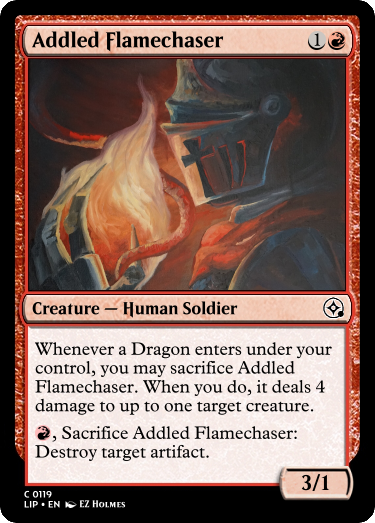 Addled Flamechaser 1
Creature — Human Soldier
Whenever a Dragon enters under your
control, you may sacrifice Addled
Flamechaser. When you do, it deals 4
damage to up to one target creature.
, Sacrifice Addled Flamechaser:
Destroy target artifact.
3/1
C 0119
LIP • EN EZ Holmes